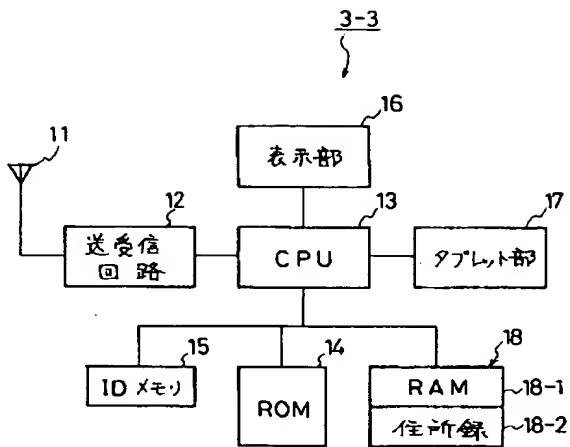 3-3
16
表示部
11
12
送受信
回路
13
CPU
17
タブレット部
15
IDメモリ
14
ROM
18
RAM
18-1
住所録
18-2